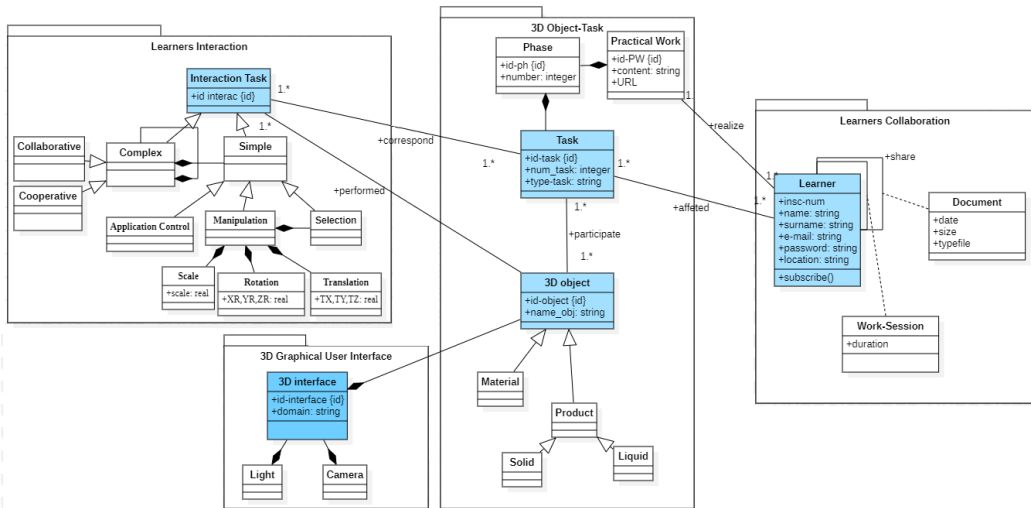 Learners Interaction
Interaction Task
+id interac {id}
1.*
1.*
Collaborative
Cooperative
Complex
Simple
Application Control
Manipulation
Selection
Scale
+scale: real
Rotation
+XR,YR,ZR: real
Translation
+TX,TY,TZ: real
+correspond
+performed
3D Object-Task
Phase
+id-ph {id}
+number: integer
Practical Work
+id-PW {id}
+content: string
+URL
1.
+realize
Task
+id-task {id}
+num_task: integer
+type-task: string
1.*
1.*
1.*
+participate
1.*
+affeted
3D object
+id-object {id}
+name_obj: string
Material
Product
Solid
Liquid
3D Graphical User Interface
3D interface
+id-interface {id}
+domain: string
Light
Camera
Learners Collaboration
+share
1.*
1.*
Learner
+insc-num
+name: string
+surname: string
+e-mail: string
+password: string
+location: string
+subscribe()
Document
+date
+size
+typefile
Work-Session
+duration